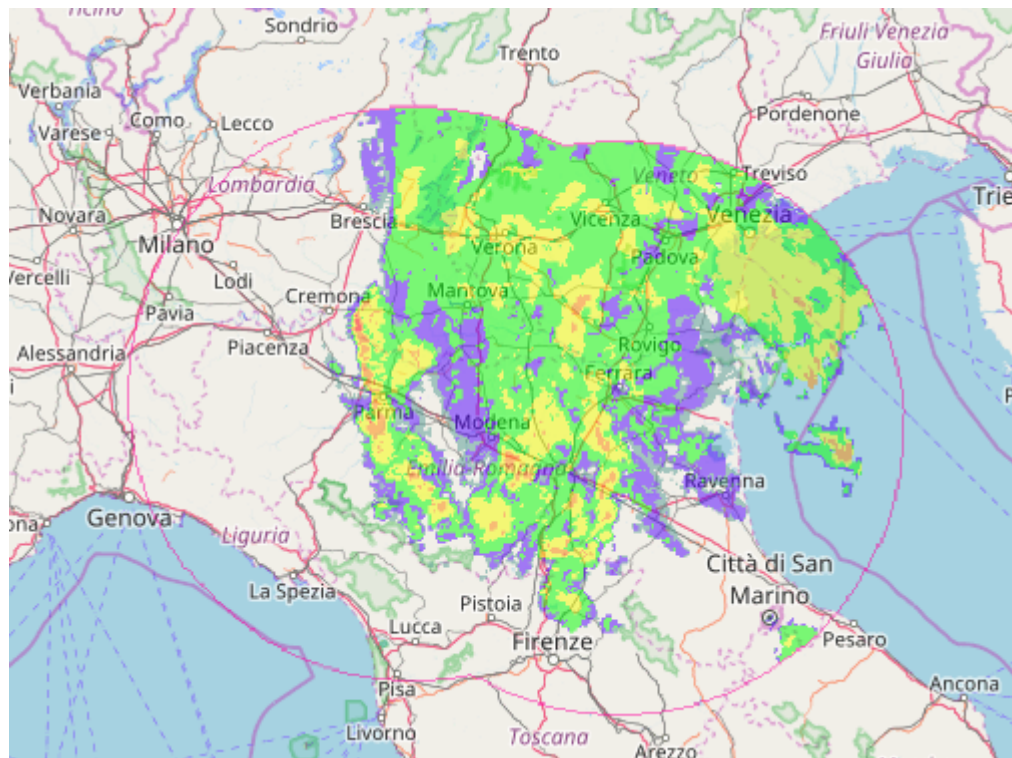 Ticino
Sondrio
Trento
Friuli Venezia
Giulia
Verbania
Pordenone
Como
Lecco
Varese
Treviso
Veneto
Lombardia
Trie
Novara
Brescia
Vicenza
Venezia
Milano
Verona
Padova
Vercelli
Lodi
Cremona
Mantova
Pavia
Rovigo
Piacenza
Alessandria
Ferrara
Parma
Modena
Emilia-Romagna
Ravenna
Genova
ona
Liguria
Città di San
Marino
La Spezia
Pistoia
Lucca
Firenze
Pesaro
Pisa
Ancona
Livorno
Toscana
Arezzo